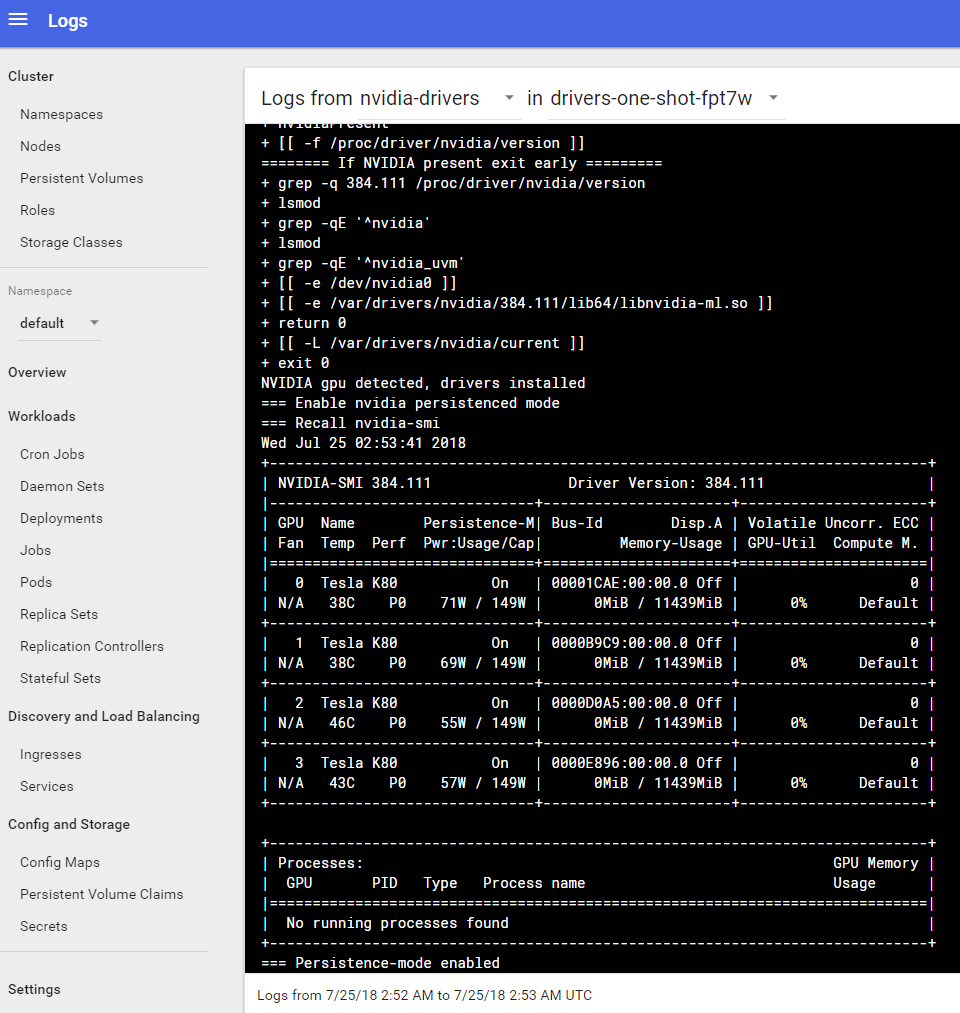 Logs
Cluster
Namespaces
Nodes
Persistent Volumes
Roles
Storage Classes
Namespace
default
Overview
Workloads
Cron Jobs
Daemon Sets
Deployments
Jobs
Pods
Replica Sets
Replication Controllers
Stateful Sets
Discovery and Load Balancing
Ingresses
Services
Config and Storage
Config Maps
Persistent Volume Claims
Secrets
Settings
Logs from nvidia-drivers in drivers-one-shot-fpt7w
+ nvidiaPresent
+ [[ -f /proc/driver/nvidia/version ]]
======== If NVIDIA present exit early =========
+ grep -q 384.111 /proc/driver/nvidia/version
+ lsmod
+ grep -qE '^nvidia'
+ lsmod
+ grep -qE '^nvidia_uvm'
+ [[ -e /dev/nvidia0 ]]
+ [[ -e /var/drivers/nvidia/384.111/lib64/libnvidia-ml.so ]]
+ return 0
+ [[ -L /var/drivers/nvidia/current ]]
+ exit 0
NVIDIA gpu detected, drivers installed
=== Enable nvidia persistenced mode
=== Recall nvidia-smi
Wed Jul 25 02:53:41 2018
+-----------------------------------------------------------------------------+
| NVIDIA-SMI 384.111                Driver Version: 384.111                   |
|-------------------------------+----------------------+----------------------+
| GPU  Name        Persistence-M| Bus-Id        Disp.A | Volatile Uncorr. ECC |
| Fan  Temp  Perf  Pwr:Usage/Cap|         Memory-Usage | GPU-Util  Compute M. |
|===============================+======================+======================|
|   0  Tesla K80           On   | 00001CAE:00:00.0 Off |                    0 |
| N/A   38C    P0    71W / 149W |      0MiB / 11439MiB |      0%      Default |
+-------------------------------+----------------------+----------------------+
|   1  Tesla K80           On   | 0000B9C9:00:00.0 Off |                    0 |
| N/A   38C    P0    69W / 149W |      0MiB / 11439MiB |      0%      Default |
+-------------------------------+----------------------+----------------------+
|   2  Tesla K80           On   | 0000D0A5:00:00.0 Off |                    0 |
| N/A   46C    P0    55W / 149W |      0MiB / 11439MiB |      0%      Default |
+-------------------------------+----------------------+----------------------+
|   3  Tesla K80           On   | 0000E896:00:00.0 Off |                    0 |
| N/A   43C    P0    57W / 149W |      0MiB / 11439MiB |      0%      Default |
+-------------------------------+----------------------+----------------------+
+-----------------------------------------------------------------------------+
| Processes:                                                       GPU Memory |
|  GPU       PID   Type   Process name                             Usage      |
|=============================================================================|
|  No running processes found                                                 |
+-----------------------------------------------------------------------------+
=== Persistence-mode enabled
Logs from 7/25/18 2:52 AM to 7/25/18 2:53 AM UTC